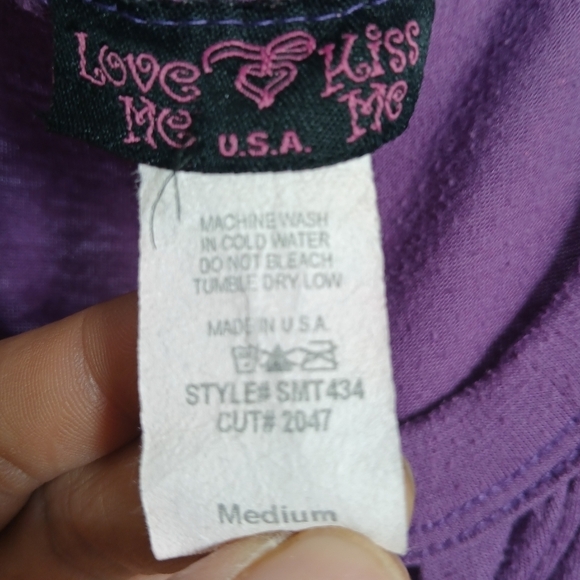 Love Kiss
Me Me
U.S.A.
MACHINE WASH
IN COLD WATER
DO NOT BLEACH
TUMBLE DRY LOW
MADE IN U.S.A.
STYLE# SMT434
CUT# 2047
Medium